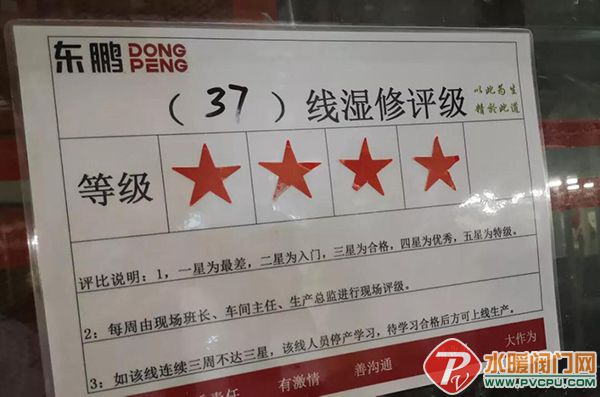 东鹏 DONG PENG
（37）线湿修评级
以此为生
精於此道
等级
评比说明：1，一星为最差，二星为入门，三星为合格，四星为优秀，五星为特级。
2：每周由现场班长、车间主任、生产总监进行现场评级。
3：如该线连续三周不达三星，该线人员停产学习，待学习合格后方可上线生产。
责任 有激情 善沟通 大作为
水暖阀门网
WWW.PVCPU.COM